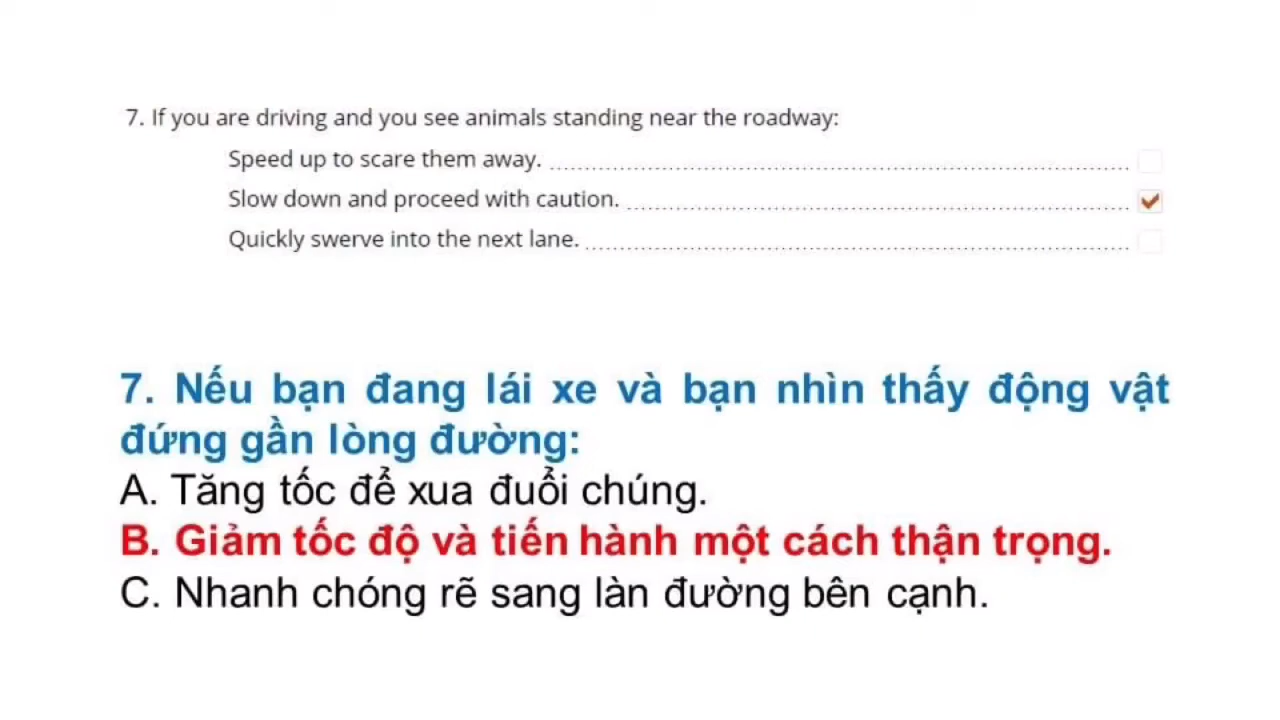 7. If you are driving and you see animals standing near the roadway:
Speed up to scare them away.
Slow down and proceed with caution.
Quickly swerve into the next lane.
7. Nếu bạn đang lái xe và bạn nhìn thấy động vật
đứng gần lòng đường:
A. Tăng tốc để xua đuổi chúng.
B. Giảm tốc độ và tiến hành một cách thận trọng.
C. Nhanh chóng rẽ sang làn đường bên cạnh.